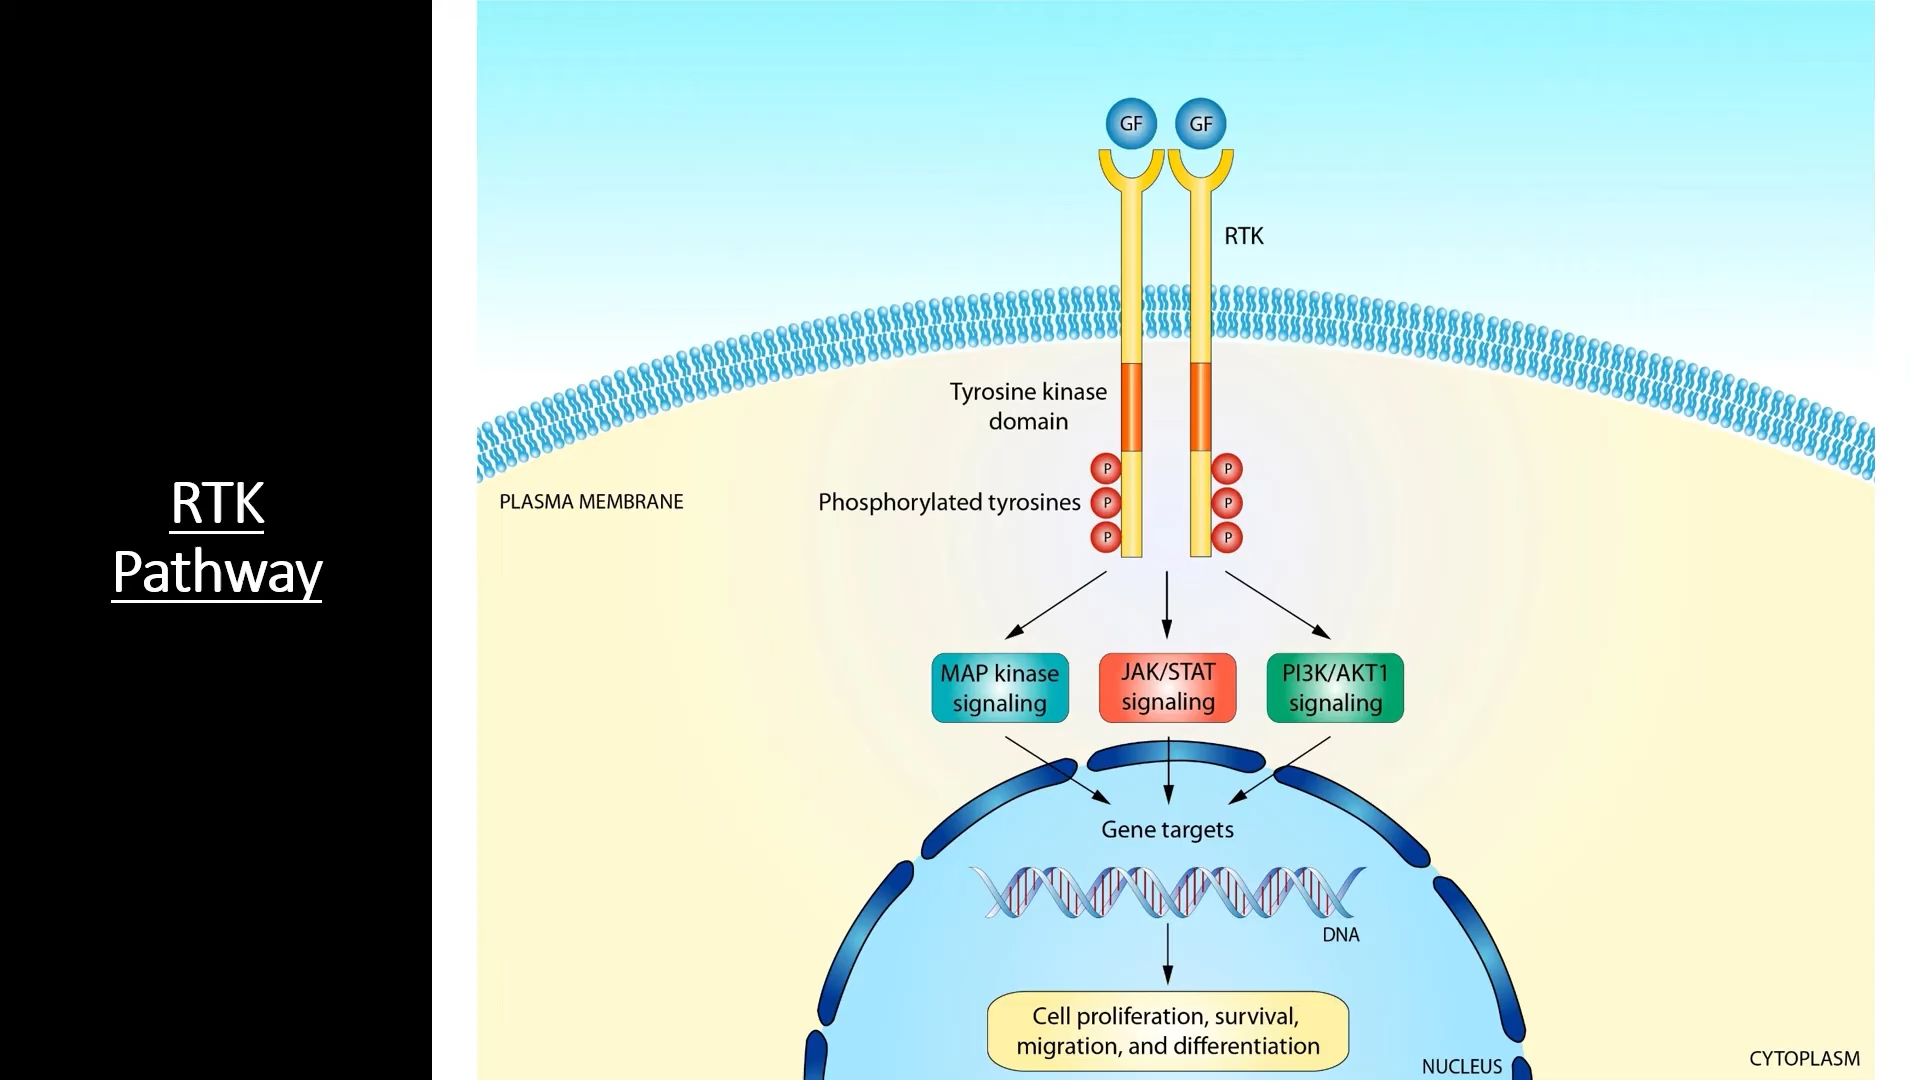 RTK
Pathway
GF
GF
RTK
Tyrosine kinase
domain
P
P
PLASMA MEMBRANE
Phosphorylated tyrosines
P
P
P
P
MAP kinase
signaling
JAK/STAT
signaling
PI3K/AKT1
signaling
Gene targets
DNA
Cell proliferation, survival,
migration, and differentiation
NUCLEUS
CYTOPLASM